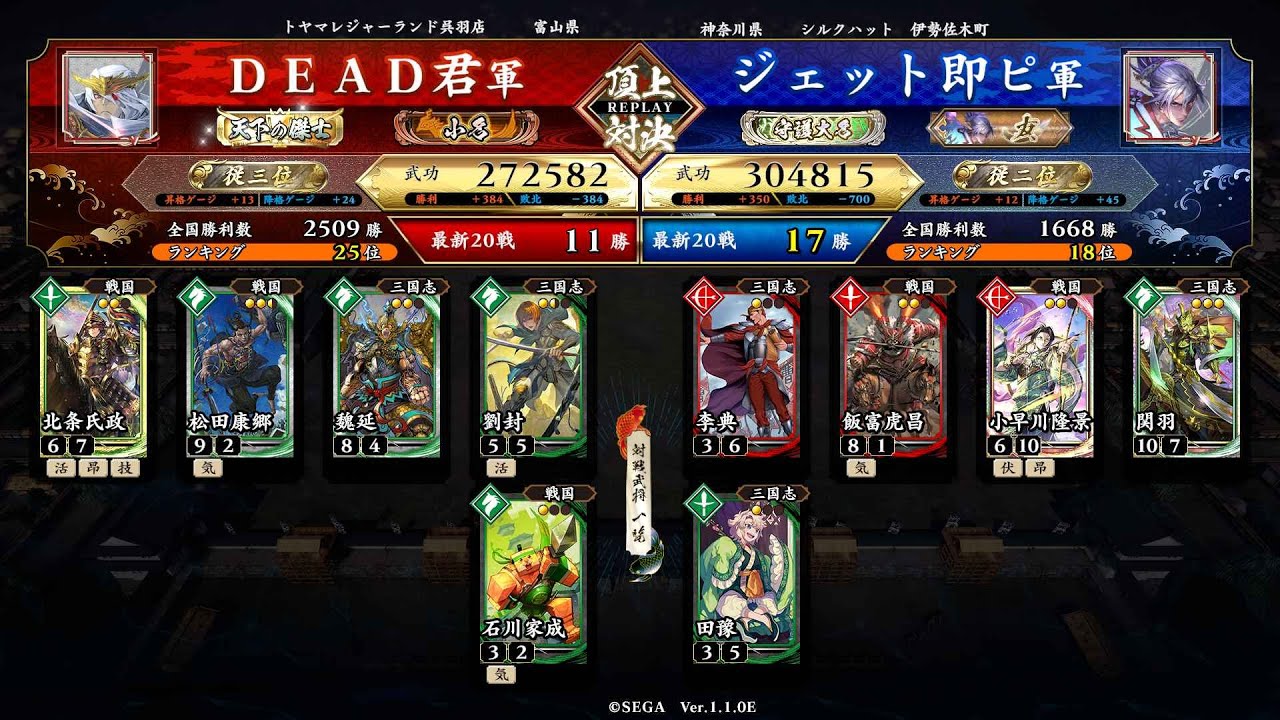 トヤマレジャーランド呉羽店 富山県
神奈川県 シルクハット 伊勢佐木町
DEAD君軍
頂上
REPLAY
対決
ジェット即ピ軍
天下の傑士
小名
守護大名
玄
従三位
武功 272582
武功 304815
従二位
昇格ゲージ +13 降格ゲージ +24
勝利 +384 敗北 -384
勝利 +350 敗北 -700
昇格ゲージ +12 降格ゲージ +45
全国勝利数 2509勝
ランキング 25位
最新20戦 11勝
最新20戦 17勝
全国勝利数 1668勝
ランキング 18位
戦国
北条氏政
6 7
活 昂 技
戦国
松田康郷
9 2
気
三国志
魏延
8 4
三国志
劉封
5 5
活
三国志
李典
3 6
戦国
飯富虎昌
8 1
気
戦国
小早川隆景
6 10
伏 昂
三国志
関羽
10 7
対戦武将一覧
戦国
石川家成
3 2
気
三国志
田豫
3 5
©SEGA Ver.1.1.0E